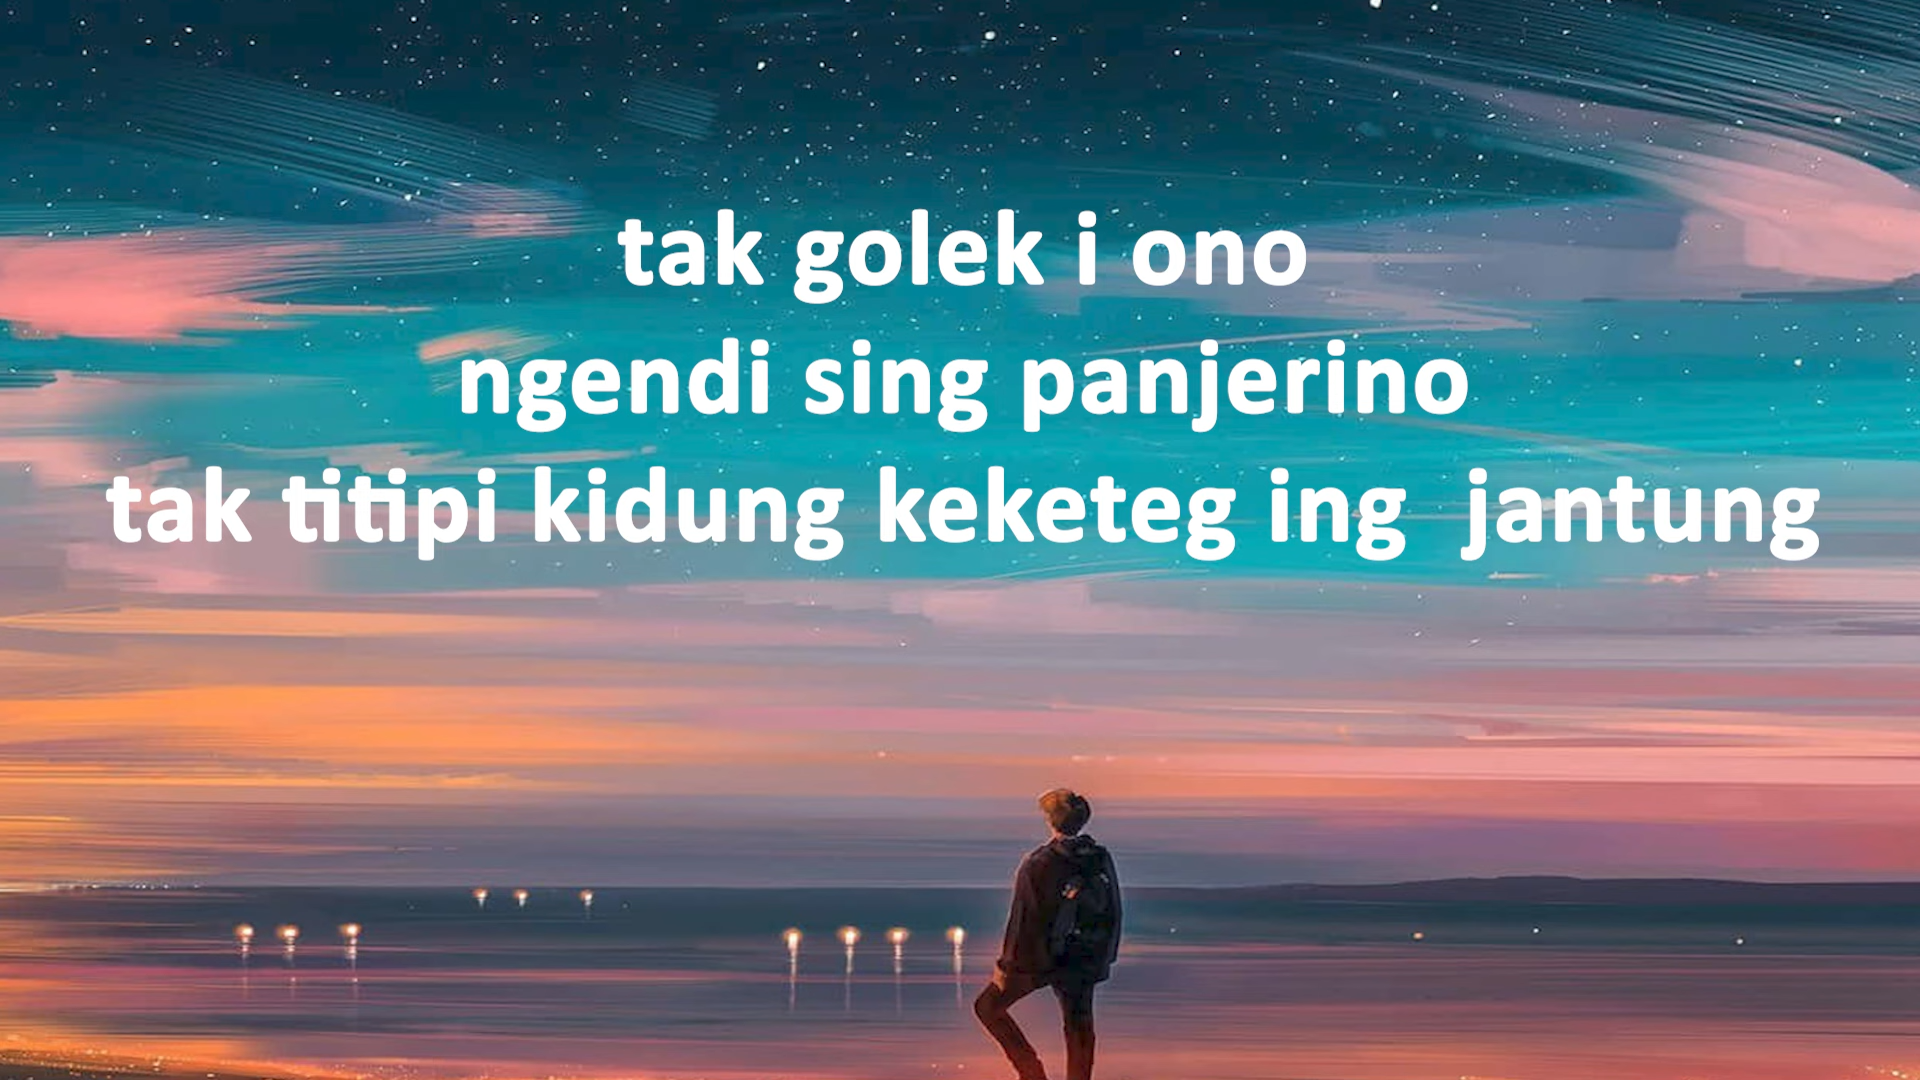 tak golek i ono
ngendi sing panjerino
tak titipi kidung keketeg ing  jantung